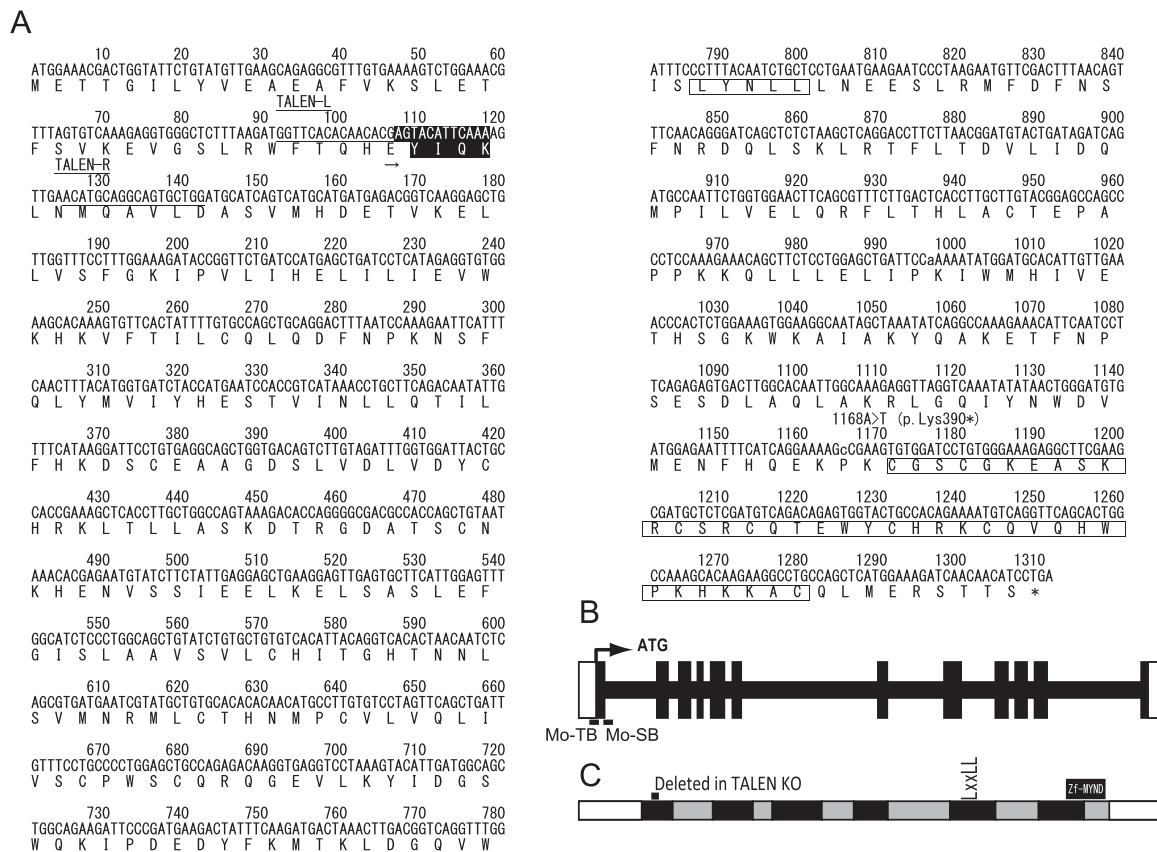 A
10 20 30 40 50 60
ATGGAAACGACTGGTATTCTGTATGTTGAAGCAGAGGCGTTTGTGAAAAGTCTGGAAACG
M E T T G I L Y V E A E A F V K S L E T
TALEN-L
70 80 90 100 110 120
TTTAGTGTCAAAGAGGTGGGCTCTTTAAGATGGTTCACACAACACGAGTACATTCAAAAG
F S V K E V G S L R W F T Q H E Y I Q K
TALEN-R →
130 140 150 160 170 180
TTGAACATGCAGGCAGTGCTGGATGCATCAGTCATGCATGATGAGACGGTCAAGGAGCTG
L N M Q A V L D A S V M H D E T V K E L
190 200 210 220 230 240
TTGGTTTCCTTTGGAAAGATACCGGTTCTGATCCATGAGCTGATCCTCATAGAGGTGTGG
L V S F G K I P V L I H E L I L I E V W
250 260 270 280 290 300
AAGCACAAAGTGTTCACTATTTTGTGCCAGCTGCAGGACTTTAATCCAAAGAATTCATTT
K H K V F T I L C Q L Q D F N P K N S F
310 320 330 340 350 360
CAACTTTACATGGTGATCTACCATGAATCCACCGTCATAAACCTGCTTCAGACAATATTG
Q L Y M V I Y H E S T V I N L L Q T I L
370 380 390 400 410 420
TTTCATAAGGATTCCTGTGAGGCAGCTGGTGACAGTCTTGTAGATTTGGTGGATTACTGC
F H K D S C E A A G D S L V D L V D Y C
430 440 450 460 470 480
CACCGAAAGCTCACCTTGCTGGCCAGTAAAGACACCAGGGGCGACGCCACCAGCTGTAAT
H R K L T L L A S K D T R G D A T S C N
490 500 510 520 530 540
AAACACGAGAATGTATCTTCTATTGAGGAGCTGAAGGAGTTGAGTGCTTCATTGGAGTTT
K H E N V S S I E E L K E L S A S L E F
550 560 570 580 590 600
GGCATCTCCCTGGCAGCTGTATCTGTGCTGTGTCACATTACAGGTCACACTAACAATCTC
G I S L A A V S V L C H I T G H T N N L
610 620 630 640 650 660
AGCGTGATGAATCGTATGCTGTGCACACACAACATGCCTTGTGTCCTAGTTCAGCTGATT
S V M N R M L C T H N M P C V L V Q L I
670 680 690 700 710 720
GTTTCCTGCCCCTGGAGCTGCCAGAGACAAGGTGAGGTCCTAAAGTACATTGATGGCAGC
V S C P W S C Q R Q G E V L K Y I D G S
730 740 750 760 770 780
TGGCAGAAGATTCCCGATGAAGACTATTTCAAGATGACTAAACTTGACGGTCAGGTTTGG
W Q K I P D E D Y F K M T K L D G Q V W
790 800 810 820 830 840
ATTTCCCTTTACAATCTGCTCCTGAATGAAGAATCCCTAAGAATGTTCGACTTTAACAGT
I S L Y N L L L N E E S L R M F D F N S
850 860 870 880 890 900
TTCAACAGGGATCAGCTCTCTAAGCTCAGGACCTTCTTAACGGATGTACTGATAGATCAG
F N R D Q L S K L R T F L T D V L I D Q
910 920 930 940 950 960
ATGCCAATTCTGGTGGAACTTCAGCGTTTCTTGACTCACCTTGCTTGTACGGAGCCAGCC
M P I L V E L Q R F L T H L A C T E P A
970 980 990 1000 1010 1020
CCTCCAAAGAAACAGCTTCTCCTGGAGCTGATTCCaAAAATATGGATGCACATTGTTGAA
P P K K Q L L L E L I P K I W M H I V E
1030 1040 1050 1060 1070 1080
ACCCACTCTGGAAAGTGGAAGGCAATAGCTAAATATCAGGCCAAAGAAACATTCAATCCT
T H S G K W K A I A K Y Q A K E T F N P
1090 1100 1110 1120 1130 1140
TCAGAGAGTGACTTGGCACAATTGGCAAAGAGGTTAGGTCAAATATATAACTGGGATGTG
S E S D L A Q L A K R L G Q I Y N W D V
1168A>T (p. Lys390*)
1150 1160 1170 1180 1190 1200
ATGGAGAATTTTCATCAGGAAAAGcCGAAGTGTGGATCCTGTGGGAAAGAGGCTTCGAAG
M E N F H Q E K P K C G S C G K E A S K
1210 1220 1230 1240 1250 1260
CGATGCTCTCGATGTCAGACAGAGTGGTACTGCCACAGAAAATGTCAGGTTCAGCACTGG
R C S R C Q T E W Y C H R K C Q V Q H W
1270 1280 1290 1300 1310
CCAAAGCACAAGAAGGCCTGCCAGCTCATGGAAAGATCAACAACATCCTGA
P K H K K A C Q L M E R S T T S *
B
ATG
Mo-TB Mo-SB
C
Deleted in TALEN KO
LxxLL
Zf-MYND